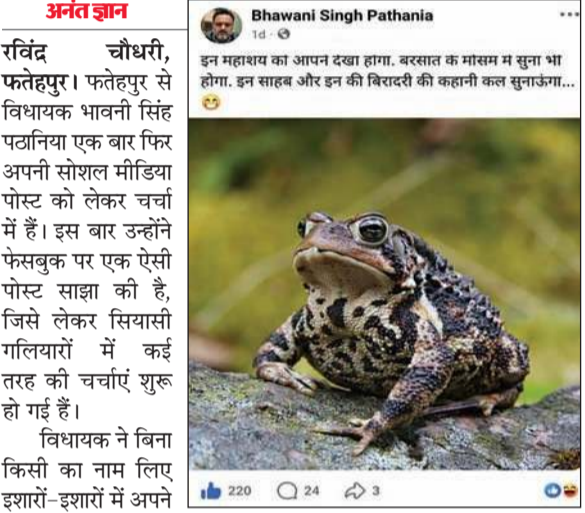 अनंत ज्ञान
रविंद्र चौधरी,
फतेहपुर। फतेहपुर से
विधायक भावनी सिंह
पठानिया एक बार फिर
अपनी सोशल मीडिया
पोस्ट को लेकर चर्चा
में हैं। इस बार उन्होंने
फेसबुक पर एक ऐसी
पोस्ट साझा की है,
जिसे लेकर सियासी
गलियारों में कई
तरह की चर्चाएं शुरू
हो गई हैं।
विधायक ने बिना
किसी का नाम लिए
इशारों-इशारों में अपने
Bhawani Singh Pathania
1d
इन महाशय को आपने देखा होगा. बरसात के मौसम में सुना भी
होगा. इन साहब और इन की बिरादरी की कहानी कल सुनाऊंगा...
220 24 3